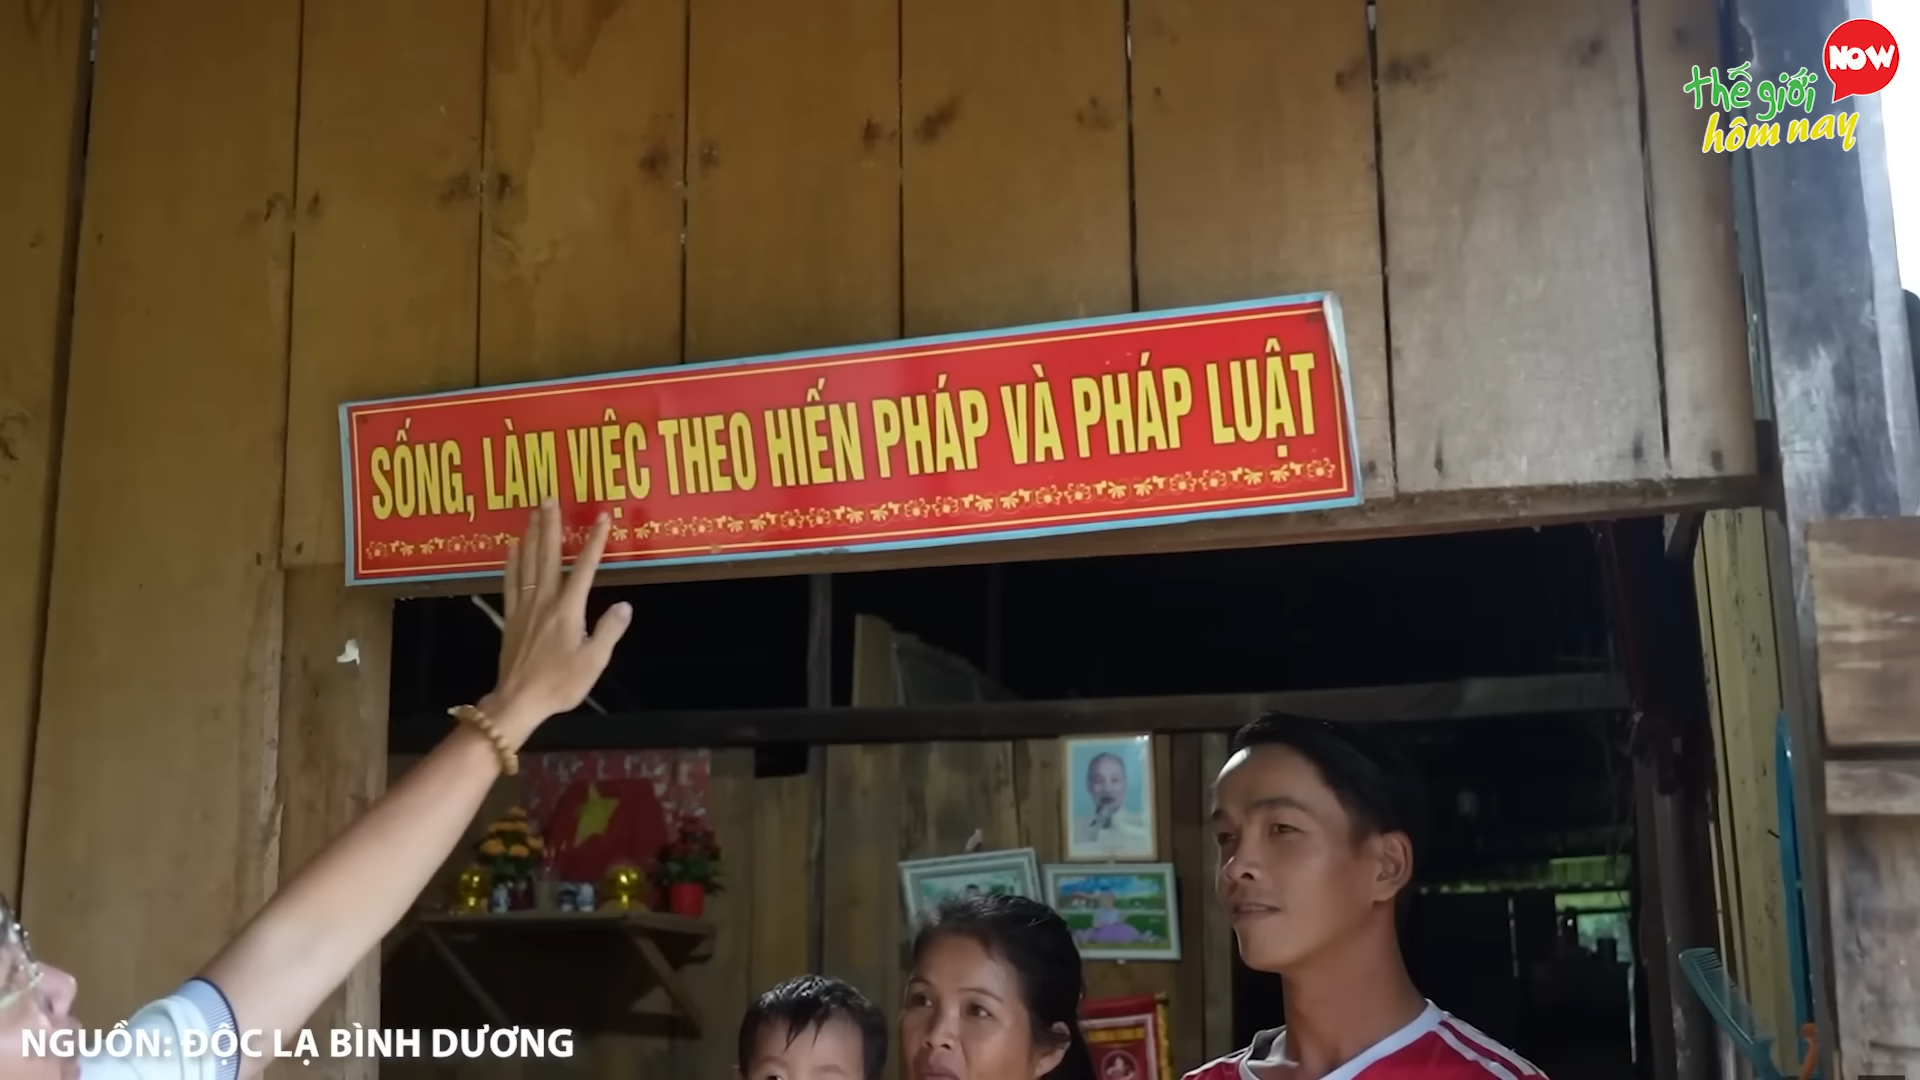 NOW
thế giới
hôm nay
SỐNG, LÀM VIỆC THEO HIẾN PHÁP VÀ PHÁP LUẬT
NGUỒN: ĐỘC LẠ BÌNH DƯƠNG